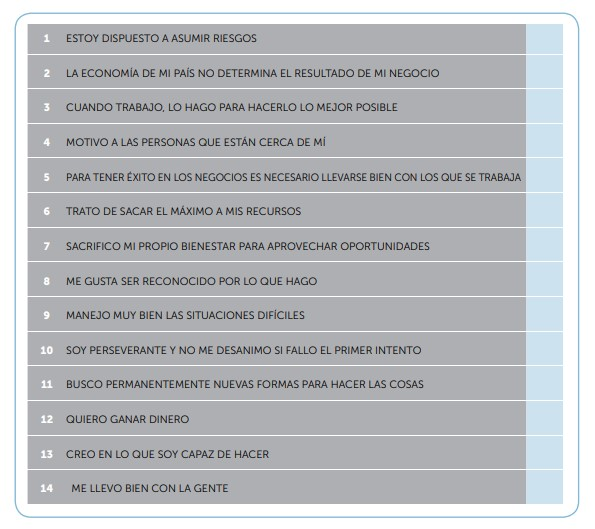 1 ESTOY DISPUESTO A ASUMIR RIESGOS
2 LA ECONOMÍA DE MI PAÍS NO DETERMINA EL RESULTADO DE MI NEGOCIO
3 CUANDO TRABAJO, LO HAGO PARA HACERLO LO MEJOR POSIBLE
4 MOTIVO A LAS PERSONAS QUE ESTÁN CERCA DE MÍ
5 PARA TENER ÉXITO EN LOS NEGOCIOS ES NECESARIO LLEVARSE BIEN CON LOS QUE SE TRABAJA
6 TRATO DE SACAR EL MÁXIMO A MIS RECURSOS
7 SACRIFICO MI PROPIO BIENESTAR PARA APROVECHAR OPORTUNIDADES
8 ME GUSTA SER RECONOCIDO POR LO QUE HAGO
9 MANEJO MUY BIEN LAS SITUACIONES DIFÍCILES
10 SOY PERSEVERANTE Y NO ME DESANIMO SI FALLO EL PRIMER INTENTO
11 BUSCO PERMANENTEMENTE NUEVAS FORMAS PARA HACER LAS COSAS
12 QUIERO GANAR DINERO
13 CREO EN LO QUE SOY CAPAZ DE HACER
14 ME LLEVO BIEN CON LA GENTE